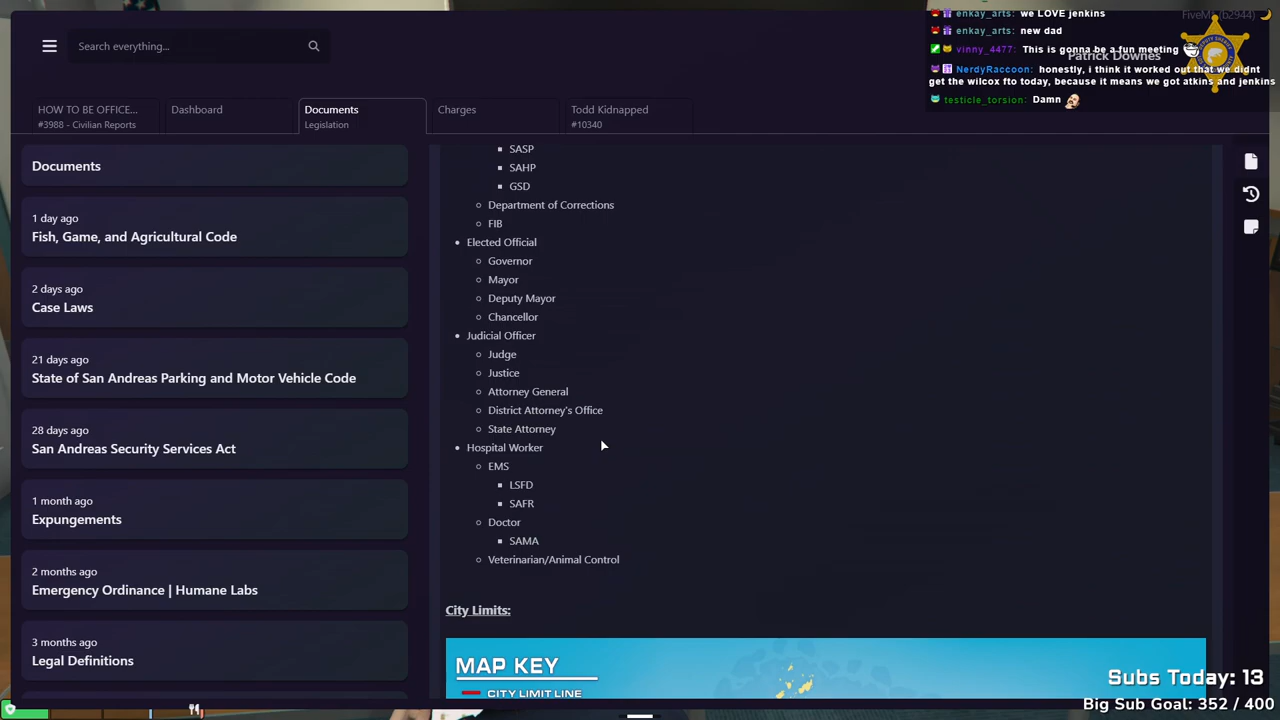 enkay_arts: we LOVE jenkins
FiveM (b2944)
enkay_arts: new dad
vinny_4477: This is gonna be a fun meeting
Patrick Downes
NerdyRaccoon: honestly, i think it worked out that we didnt
get the wilcox fto today, because it means we got atkins and jenkins
testicle_torsion: Damn
Search everything...
HOW TO BE OFFICE...
#3988 - Civilian Reports
Dashboard
Documents
Legislation
Charges
Todd Kidnapped
#10340
Documents
1 day ago
Fish, Game, and Agricultural Code
2 days ago
Case Laws
21 days ago
State of San Andreas Parking and Motor Vehicle Code
28 days ago
San Andreas Security Services Act
1 month ago
Expungements
2 months ago
Emergency Ordinance | Humane Labs
3 months ago
Legal Definitions
SASP
SAHP
GSD
Department of Corrections
FIB
Elected Official
Governor
Mayor
Deputy Mayor
Chancellor
Judicial Officer
Judge
Justice
Attorney General
District Attorney's Office
State Attorney
Hospital Worker
EMS
LSFD
SAFR
Doctor
SAMA
Veterinarian/Animal Control
City Limits:
MAP KEY
CITY LIMIT LINE
Subs Today: 13
Big Sub Goal: 352 / 400